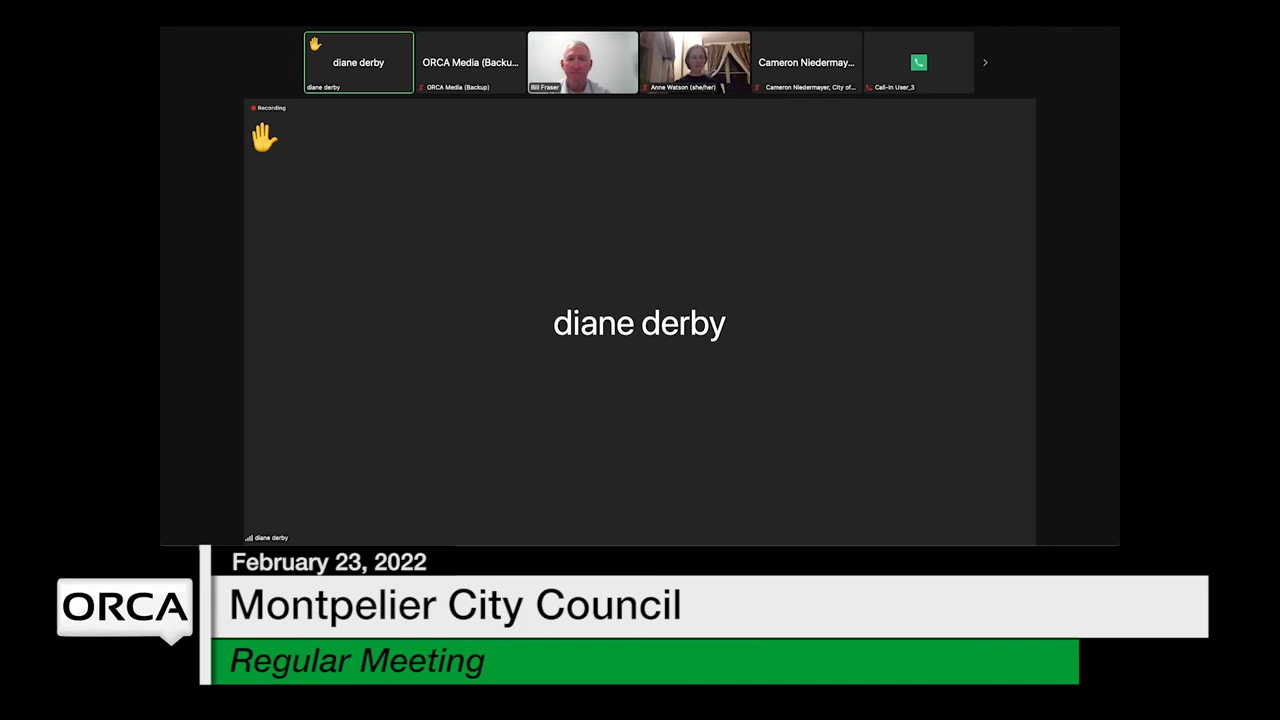 diane derby
ORCA Media (Backu...
Cameron Niedermay...
diane derby
ORCA Media (Backup)
Bill Fraser
Anne Watson (she/her)
Cameron Niedermayer, City of...
Call-In User_3
Recording
diane derby
diane derby
February 23, 2022
ORCA
Montpelier City Council
Regular Meeting